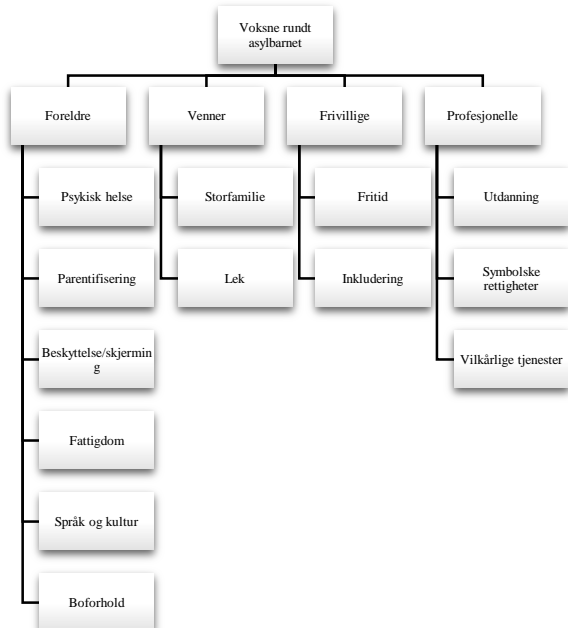 Voksne rundt
asylbarnet
Foreldre
Venner
Frivillige
Profesjonelle
Psykisk helse
Storfamilie
Fritid
Utdanning
Parentifisering
Lek
Inkludering
Symbolske
rettigheter
Beskyttelse/skjermin
g
Vilkårlige tjenester
Fattigdom
Språk og kultur
Boforhold